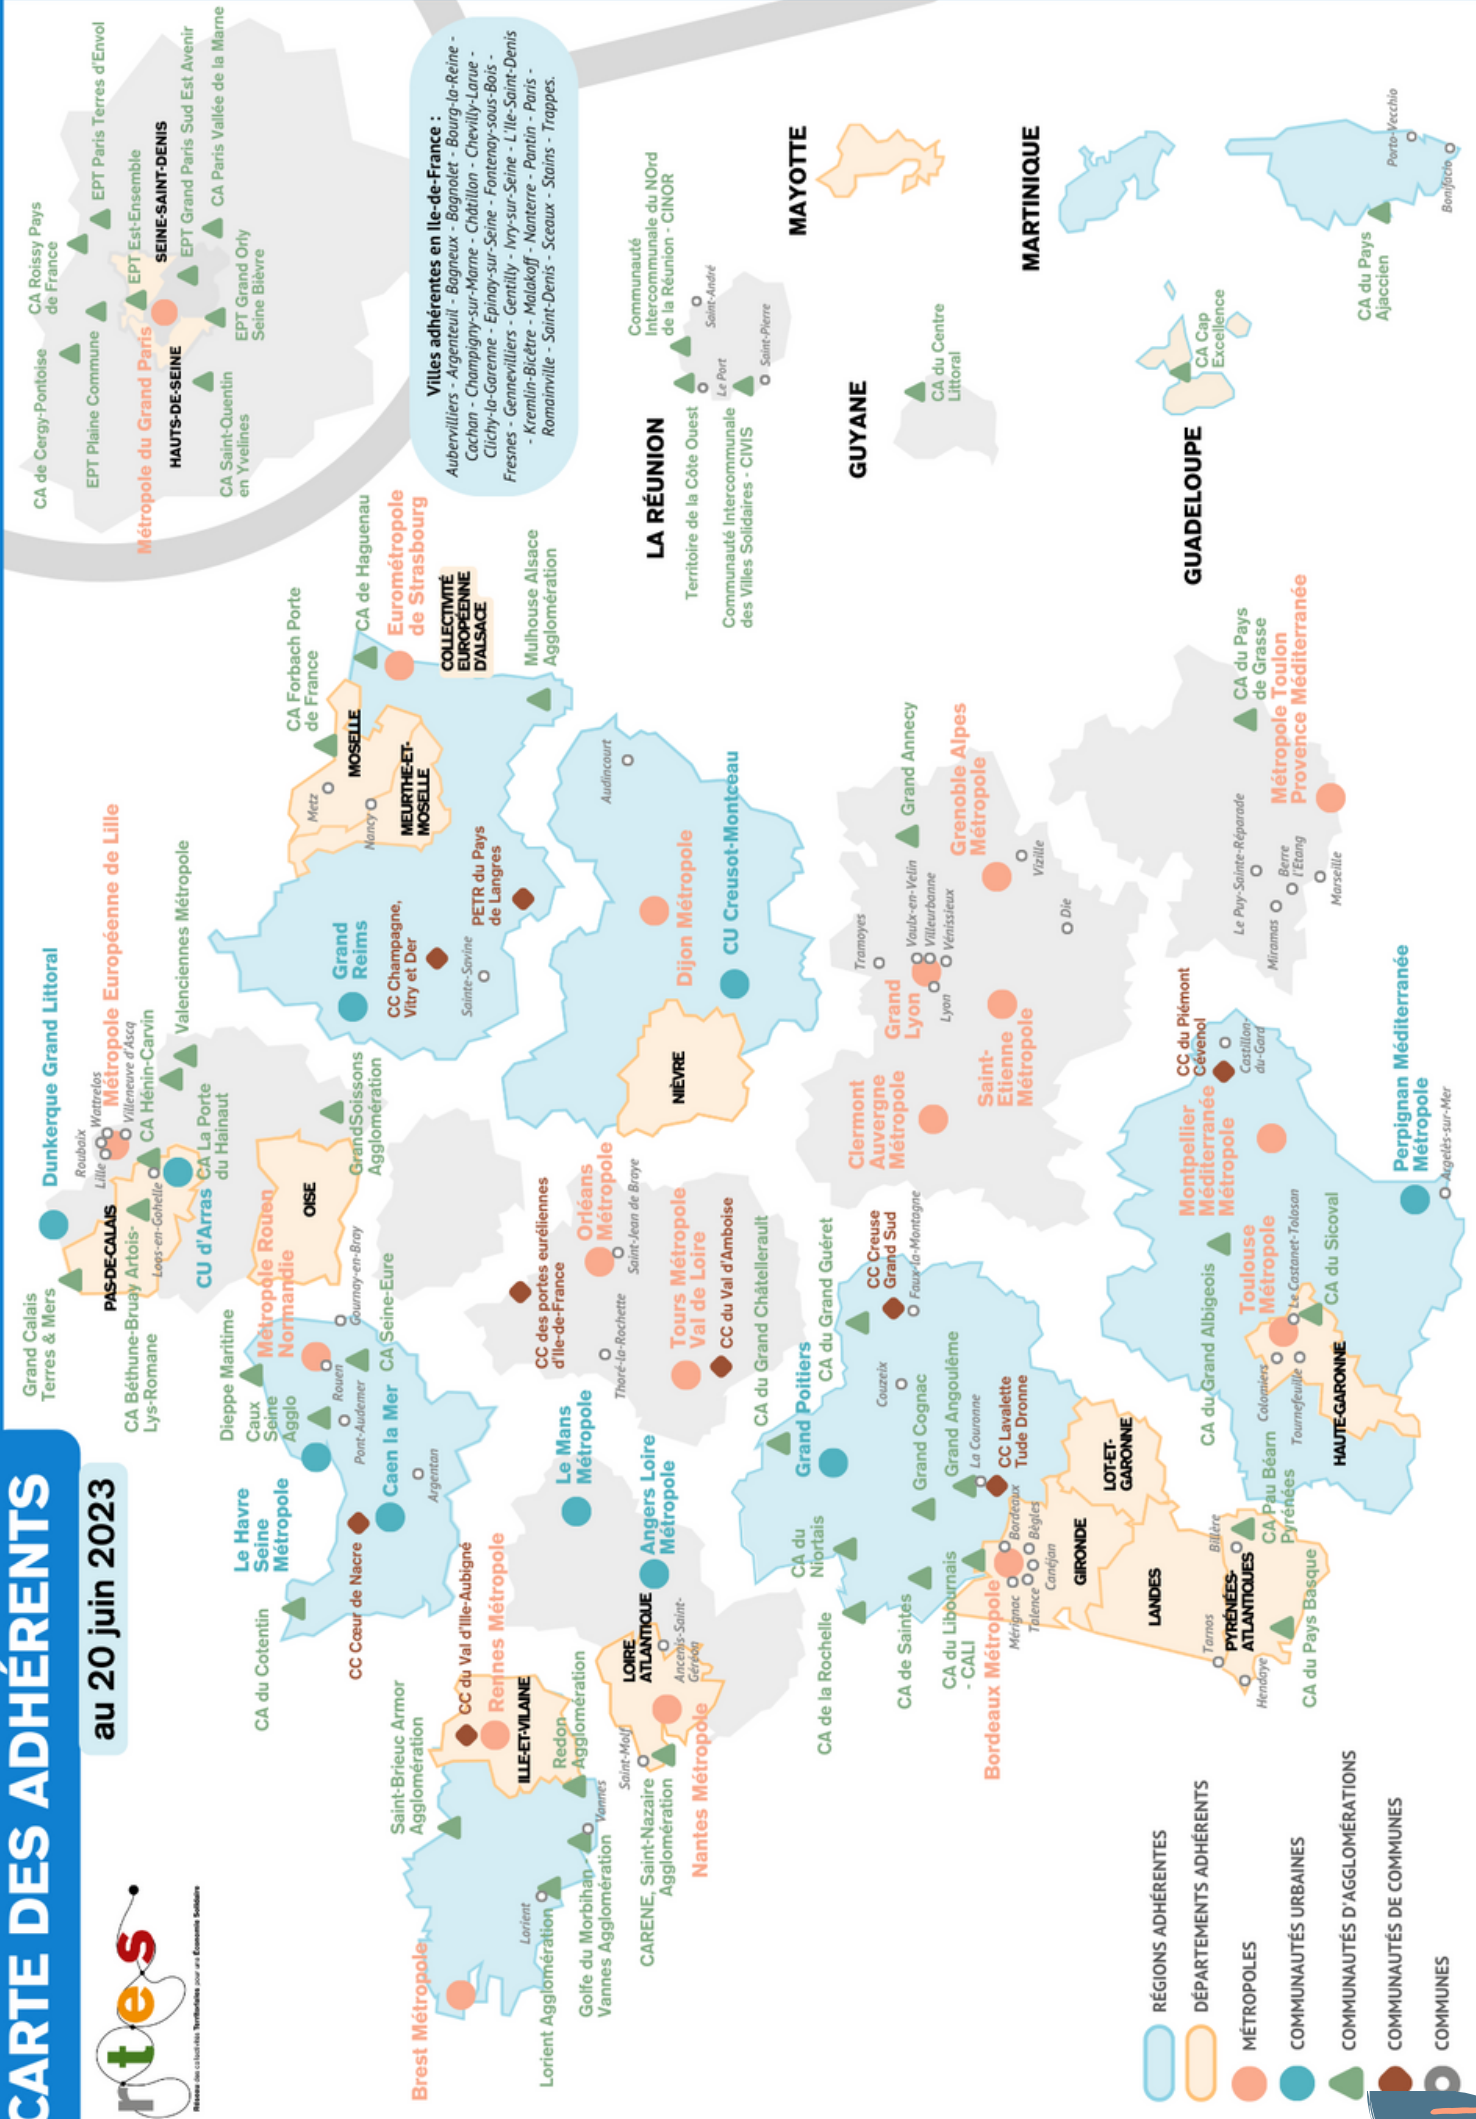 CARTE DES ADHÉRENTS
au 20 juin 2023
rtes
Réseau des collectivités Territoriales pour une Économie Solidaire
Grand Calais
Terres & Mers
Dunkerque Grand Littoral
Roubaix
Wattrelos
Lille
Métropole Européenne de Lille
Villeneuve d'Ascq
PAS-DE-CALAIS
CA Hénin-Carvin
CA Béthune-Bruay Artois-
Lys-Romane
Loos-en-Gohelle
Valenciennes Métropole
CU d'Arras
CA La Porte
du Hainaut
Dieppe Maritime
Métropole Rouen
Normandie
OISE
GrandSoissons
Agglomération
Caux
Seine
Agglo
Rouen
Gournay-en-Bray
Le Havre
Seine
Métropole
Pont-Audemer
CA Seine-Eure
CA du Cotentin
Caen la Mer
CC Cœur de Nacre
Argentan
CA Forbach Porte
de France
CA de Haguenau
Metz
MOSELLE
Nancy
Eurométropole
de Strasbourg
MEURTHE-ET-
MOSELLE
COLLECTIVITÉ
EUROPÉENNE
D'ALSACE
Grand
Reims
CC Champagne,
Vitry et Der
Sainte-Savine
PETR du Pays
de Langres
Mulhouse Alsace
Agglomération
Saint-Brieuc Armor
Agglomération
CC du Val d'Ille-Aubigné
Rennes Métropole
Brest Métropole
ILLE-ET-VILAINE
Redon
Agglomération
Lorient
Lorient Agglomération
Vannes
Golfe du Morbihan -
Vannes Agglomération
Saint-Molf
CARENE, Saint-Nazaire
Agglomération
LOIRE
ATLANTIQUE
Ancenis-Saint-
Géréon
Nantes Métropole
Le Mans
Métropole
Angers Loire
Métropole
CC des portes euréliennes
d'Ile-de-France
Orléans
Métropole
Saint-Jean de Braye
Thoré-la-Rochette
Tours Métropole
Val de Loire
CC du Val d'Amboise
NIÈVRE
Dijon Métropole
CU Creusot-Montceau
Audincourt
CA du Grand Châtellerault
Grand Poitiers
CA du
Niortais
CA de la Rochelle
CA du Grand Guéret
CC Creuse
Grand Sud
Faux-la-Montagne
Couzeix
CA de Saintes
Grand Cognac
Grand Angoulême
La Couronne
CC Lavalette
Tude Dronne
CA du Libournais
- CALI
Bordeaux Métropole
Bordeaux
Mérignac
Bègles
Talence
Canéjan
GIRONDE
LOT-ET-
GARONNE
LANDES
Tarnos
PYRÉNÉES-
ATLANTIQUES
Billère
CA Pau Béarn
Pyrénées
Hendaye
CA du Pays Basque
Clermont
Auvergne
Métropole
Tramoyes
Grand
Lyon
Lyon
Vaulx-en-Velin
Villeurbanne
Vénissieux
Grand Annecy
Grenoble Alpes
Métropole
Saint-
Etienne
Métropole
Vizille
Die
CC du Piémont
Cévenol
Castillon-
du-Gard
Montpellier
Méditerranée
Métropole
CA du Grand Albigeois
Toulouse
Métropole
Le Castanet-Tolosan
CA du Sicoval
Colomiers
Tournefeuille
HAUTE-GARONNE
Perpignan Méditerranée
Métropole
Argelès-sur-Mer
Le Puy-Sainte-Réparade
Miramas
Berre
l'Etang
Marseille
CA du Pays
de Grasse
Métropole Toulon
Provence Méditerranée
CA de Cergy-Pontoise
CA Roissy Pays
de France
EPT Paris Terres d'Envol
EPT Plaine Commune
EPT Est-Ensemble
Métropole du Grand Paris
SEINE-SAINT-DENIS
HAUTS-DE-SEINE
EPT Grand Paris Sud Est Avenir
CA Paris Vallée de la Marne
CA Saint-Quentin
en Yvelines
EPT Grand Orly
Seine Bièvre
Villes adhérentes en Ile-de-France :
Aubervilliers - Argenteuil - Bagneux - Bagnolet - Bourg-la-Reine -
Cachan - Champigny-sur-Marne - Châtillon - Chevilly-Larue -
Clichy-la-Garenne - Epinay-sur-Seine - Fontenay-sous-Bois -
Fresnes - Gennevilliers - Gentilly - Ivry-sur-Seine - L'Ile-Saint-Denis
- Kremlin-Bicêtre - Malakoff - Nanterre - Pantin - Paris -
Romainville - Saint-Denis - Sceaux - Stains - Trappes.
LA RÉUNION
Communauté
Intercommunale du NOrd
de la Réunion - CINOR
Saint-André
Territoire de la Côte Ouest
Le Port
Communauté Intercommunale
des Villes Solidaires - CIVIS
Saint-Pierre
MAYOTTE
GUYANE
CA du Centre
Littoral
MARTINIQUE
GUADELOUPE
CA Cap
Excellence
CA du Pays
Ajaccien
Porto-Vecchio
Bonifacio
RÉGIONS ADHÉRENTES
DÉPARTEMENTS ADHÉRENTS
MÉTROPOLES
COMMUNAUTÉS URBAINES
COMMUNAUTÉS D'AGGLOMÉRATIONS
COMMUNAUTÉS DE COMMUNES
COMMUNES